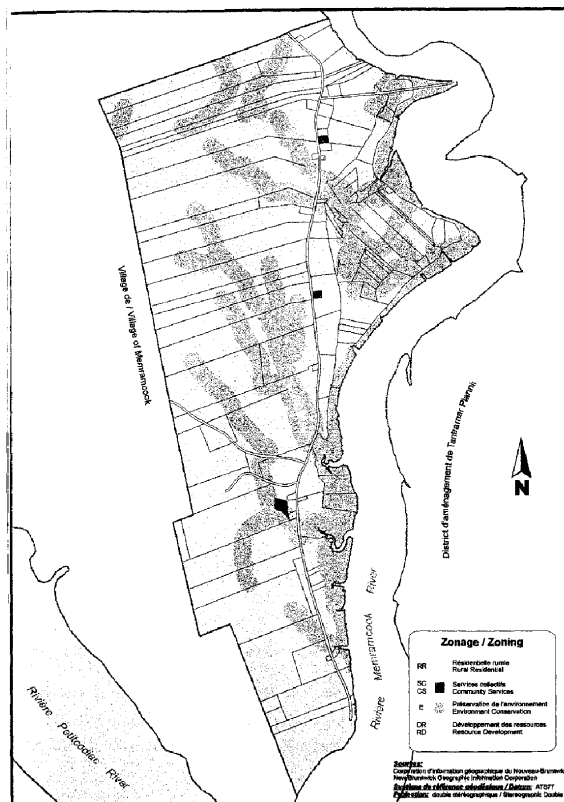 Village de / Village of Memramcook
District d'aménagement de Tantramar Planning
N
Rivière Memramcook River
Rivière Petitcodiac River
Zonage / Zoning
RR Résidentielle rurale
Rural Residential
SC Services collectifs
CS Community Services
E Préservation de l'environnement
Environment Conservation
DR Développement des ressources
RD Resource Development
Sources:
Corporation d'information géographique du Nouveau-Brunswick
New Brunswick Geographic Information Corporation
Système de référence géodésique / Datum: ATS77
Projection: double stéréographique / Stereographic Double